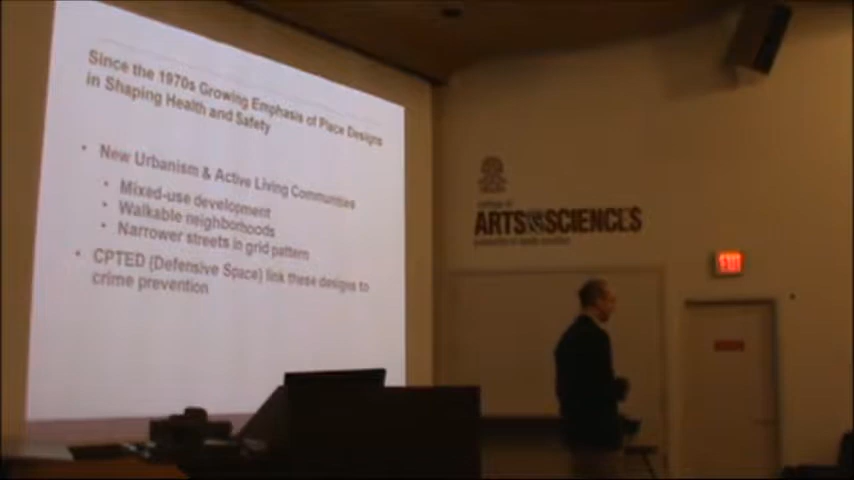 Since the 1970s Growing Emphasis of Place Designs
in Shaping Health and Safety
• New Urbanism & Active Living Communities
• Mixed-use development
• Walkable neighborhoods
• Narrower streets in grid pattern
• CPTED (Defensive Space) link these designs to
crime prevention
ARTS SCIENCES
EXIT